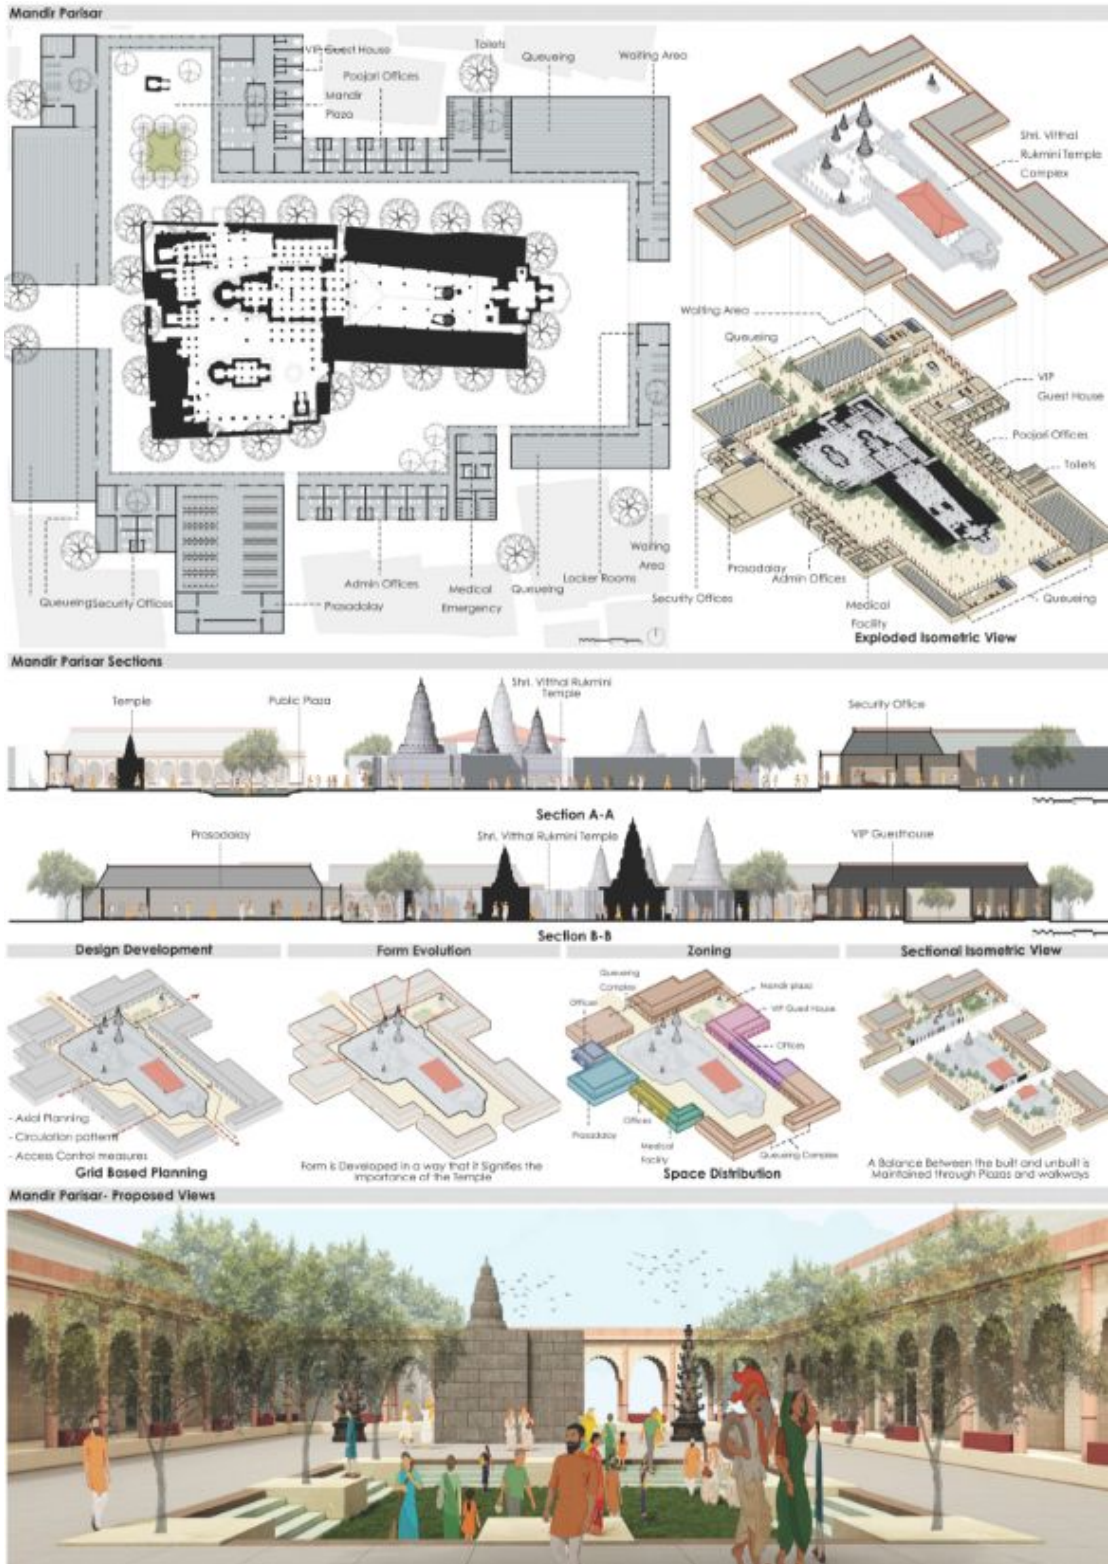 Mandir Parisar
VIP Guest House
Toilets
Queueing
Waiting Area
Poojari Offices
Mandir
Plaza
Shri. Vitthal
Rukmini Temple
Complex
Waiting Area
Queueing
VIP
Guest House
Poojari Offices
Toilets
Queueing
Security Offices
Prasadalay
Admin Offices
Medical
Emergency
Queueing
Locker Rooms
Waiting
Area
Security Offices
Prasadalay
Admin Offices
Medical
Facility
Queueing
Exploded Isometric View
Mandir Parisar Sections
Temple
Public Plaza
Shri. Vitthal Rukmini
Temple
Security Office
Section A-A
Prasadalay
Shri. Vitthal Rukmini Temple
VIP Guesthouse
Section B-B
Design Development
Form Evolution
Zoning
Sectional Isometric View
- Axial Planning
- Circulation patterns
- Access Control measures
Grid Based Planning
Form is Developed in a way that it Signifies the
Importance of the Temple
Queueing
Complex
Offices
Mandir plaza
VIP Guest House
Offices
Prasadalay
Offices
Medical
Facility
Queueing Complex
Space Distribution
A Balance Between the built and unbuilt is
Maintained through Plazas and walkways
Mandir Parisar- Proposed Views